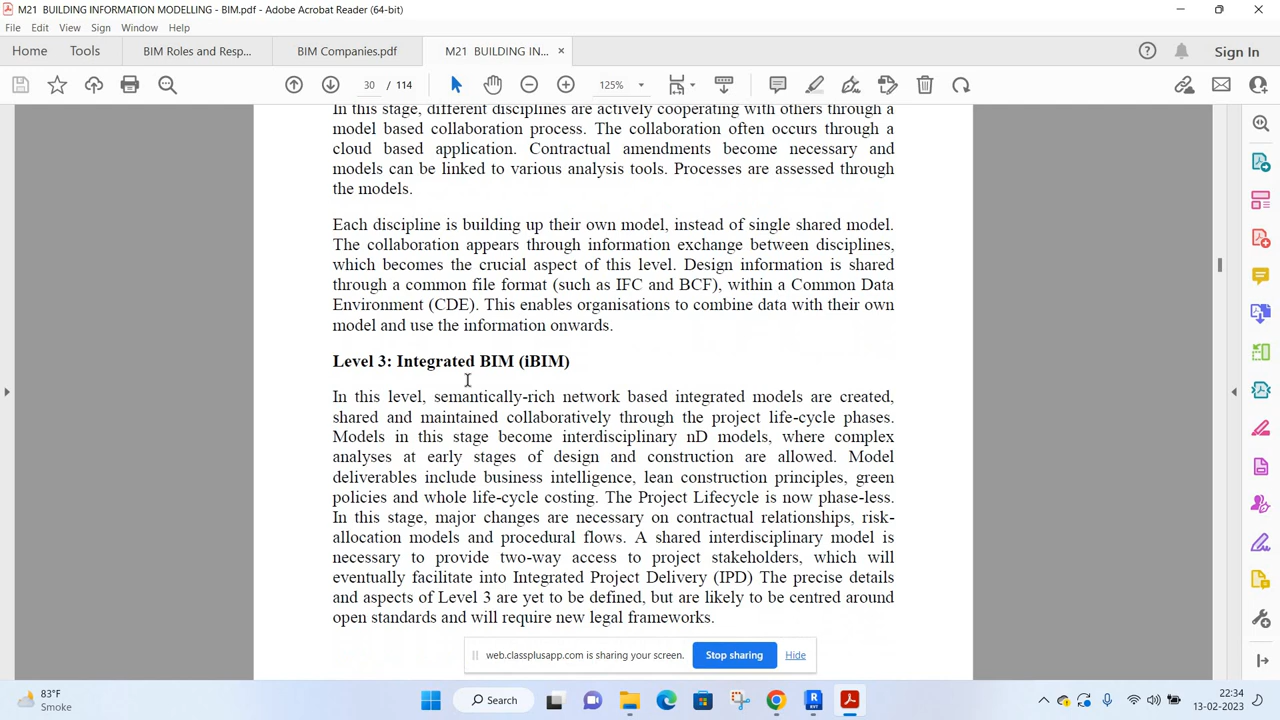 M21 BUILDING INFORMATION MODELLING - BIM.pdf - Adobe Acrobat Reader (64-bit)
File Edit View Sign Window Help
Home Tools BIM Roles and Resp... BIM Companies.pdf M21 BUILDING IN... × Sign In
30 / 114 125%
In this stage, different disciplines are actively cooperating with others through a
model based collaboration process. The collaboration often occurs through a
cloud based application. Contractual amendments become necessary and
models can be linked to various analysis tools. Processes are assessed through
the models.
Each discipline is building up their own model, instead of single shared model.
The collaboration appears through information exchange between disciplines,
which becomes the crucial aspect of this level. Design information is shared
through a common file format (such as IFC and BCF), within a Common Data
Environment (CDE). This enables organisations to combine data with their own
model and use the information onwards.
Level 3: Integrated BIM (iBIM)
In this level, semantically-rich network based integrated models are created,
shared and maintained collaboratively through the project life-cycle phases.
Models in this stage become interdisciplinary nD models, where complex
analyses at early stages of design and construction are allowed. Model
deliverables include business intelligence, lean construction principles, green
policies and whole life-cycle costing. The Project Lifecycle is now phase-less.
In this stage, major changes are necessary on contractual relationships, risk-
allocation models and procedural flows. A shared interdisciplinary model is
necessary to provide two-way access to project stakeholders, which will
eventually facilitate into Integrated Project Delivery (IPD) The precise details
and aspects of Level 3 are yet to be defined, but are likely to be centred around
open standards and will require new legal frameworks.
web.classplusapp.com is sharing your screen. Stop sharing Hide
83°F
Smoke
Search
22:34
13-02-2023